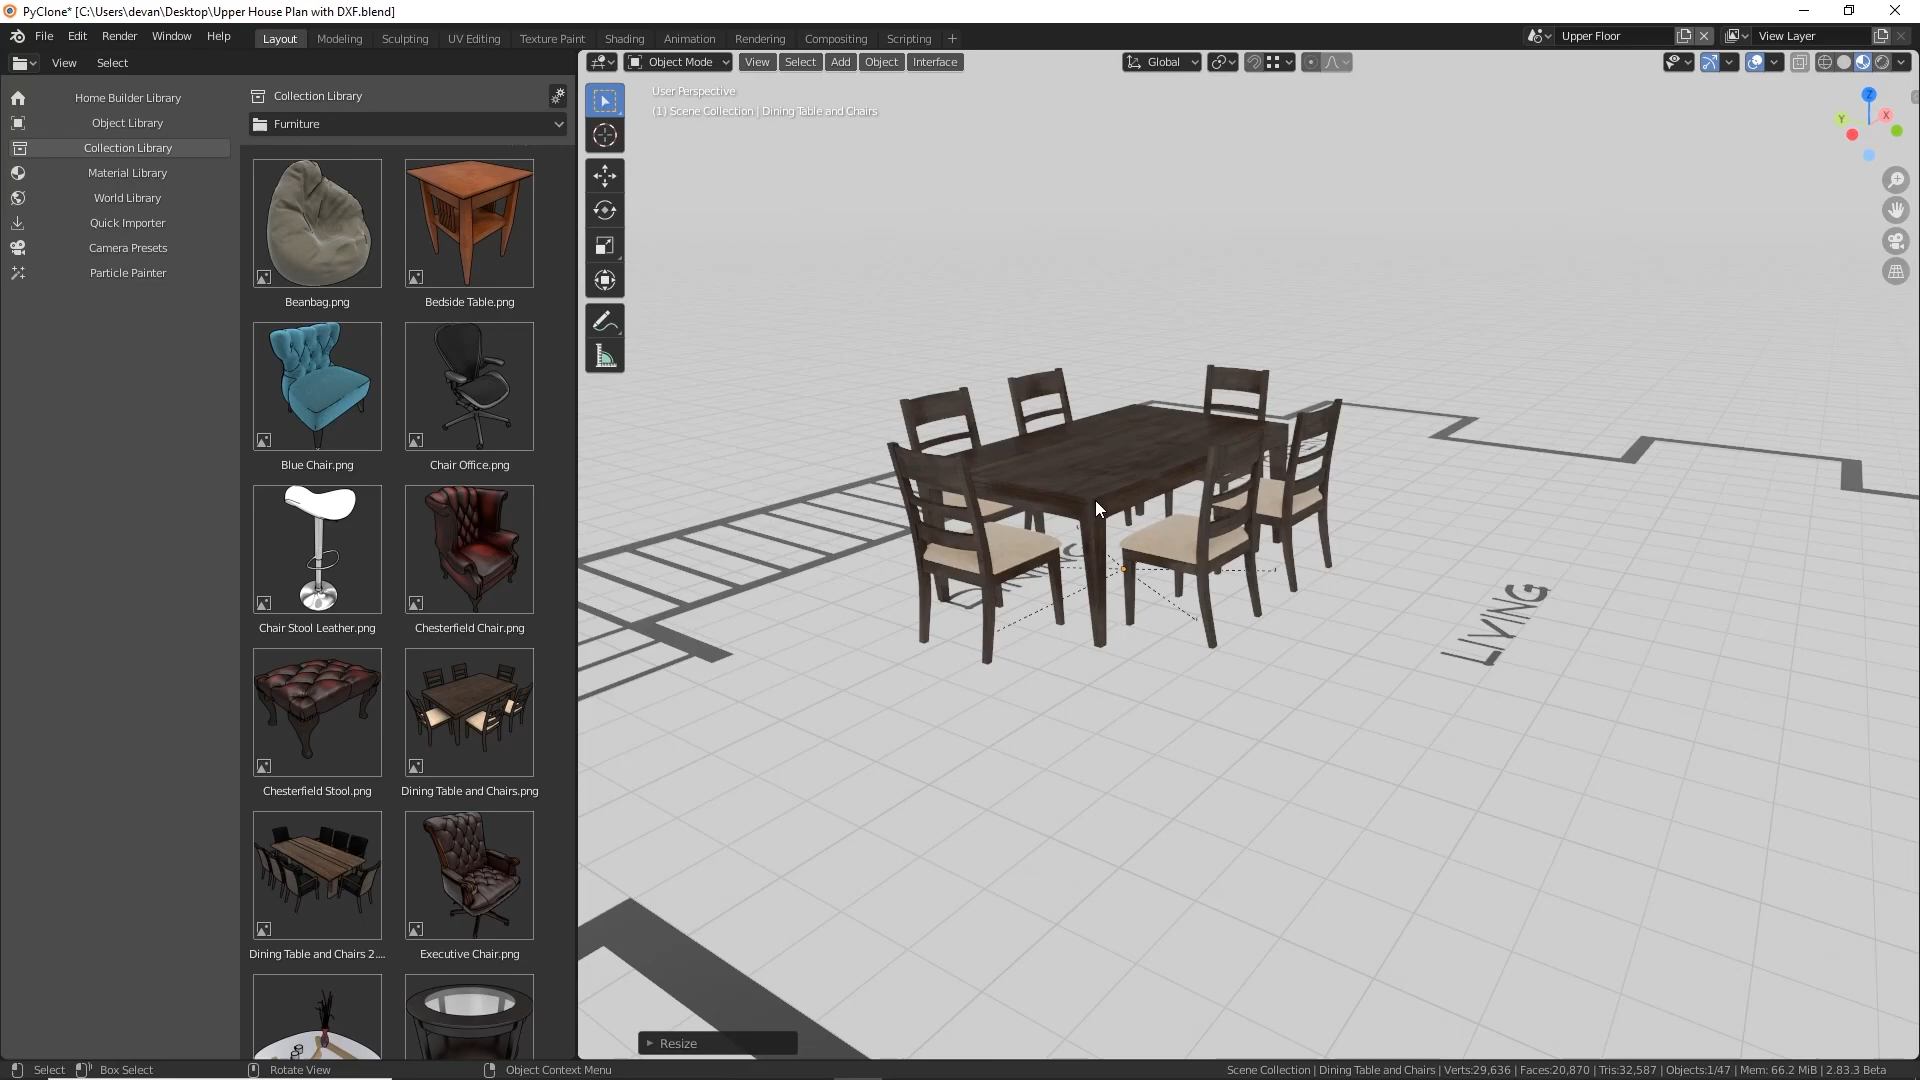 PyClone* [C:\Users\devan\Desktop\Upper House Plan with DXF.blend]
File Edit Render Window Help
Layout Modeling Sculpting UV Editing Texture Paint Shading Animation Rendering Compositing Scripting +
Upper Floor
View Layer
View Select
Object Mode View Select Add Object Interface
Global
Home Builder Library
Object Library
Collection Library
Material Library
World Library
Quick Importer
Camera Presets
Particle Painter
Collection Library
Furniture
Beanbag.png
Bedside Table.png
Blue Chair.png
Chair Office.png
Chair Stool Leather.png
Chesterfield Chair.png
Chesterfield Stool.png
Dining Table and Chairs.png
Dining Table and Chairs 2....
Executive Chair.png
User Perspective
(1) Scene Collection | Dining Table and Chairs
Z
Y
X
LIVING
Resize
Select Box Select Rotate View Object Context Menu
Scene Collection | Dining Table and Chairs | Verts:29,636 | Faces:20,870 | Tris:32,587 | Objects:1/47 | Mem: 66.2 MiB | 2.83.3 Beta